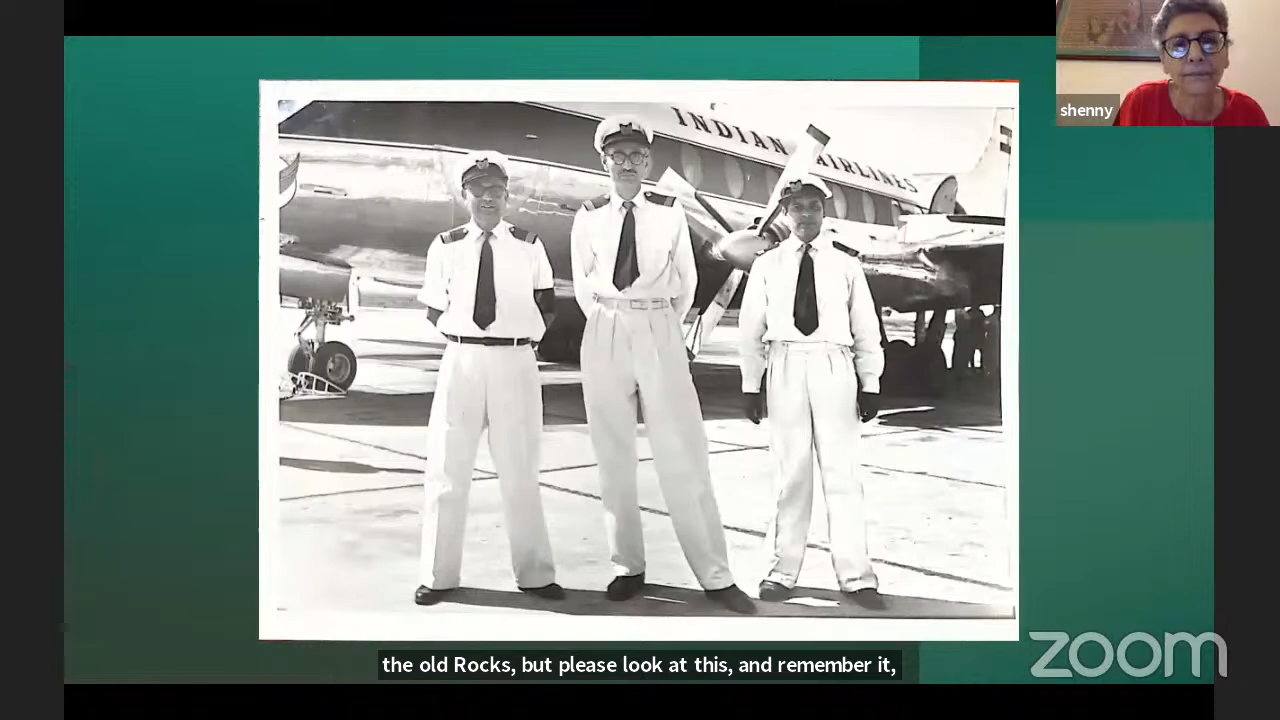 shenny
INDIAN AIRLINES
the old Rocks, but please look at this, and remember it,
zoom